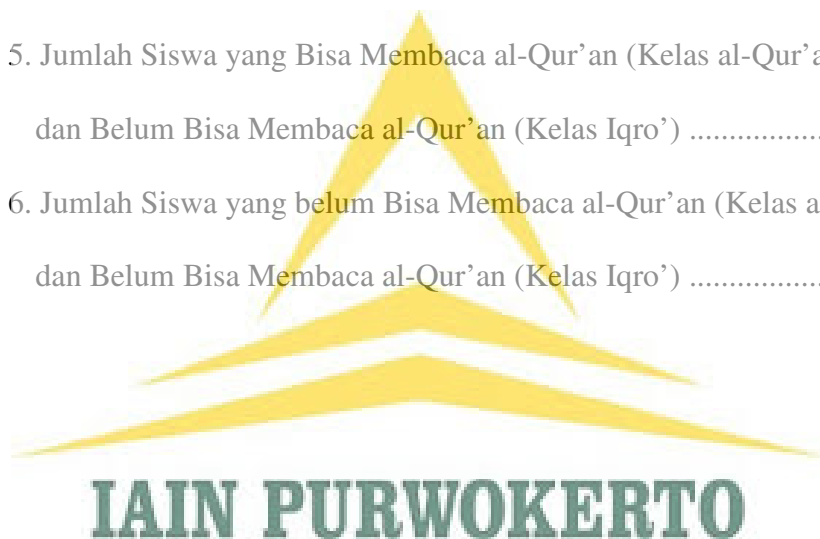 5. Jumlah Siswa yang Bisa Membaca al-Qur’an (Kelas al-Qur’a
dan Belum Bisa Membaca al-Qur’an (Kelas Iqro’) ..................
6. Jumlah Siswa yang belum Bisa Membaca al-Qur’an (Kelas a
dan Belum Bisa Membaca al-Qur’an (Kelas Iqro’) ..................
IAIN PURWOKERTO